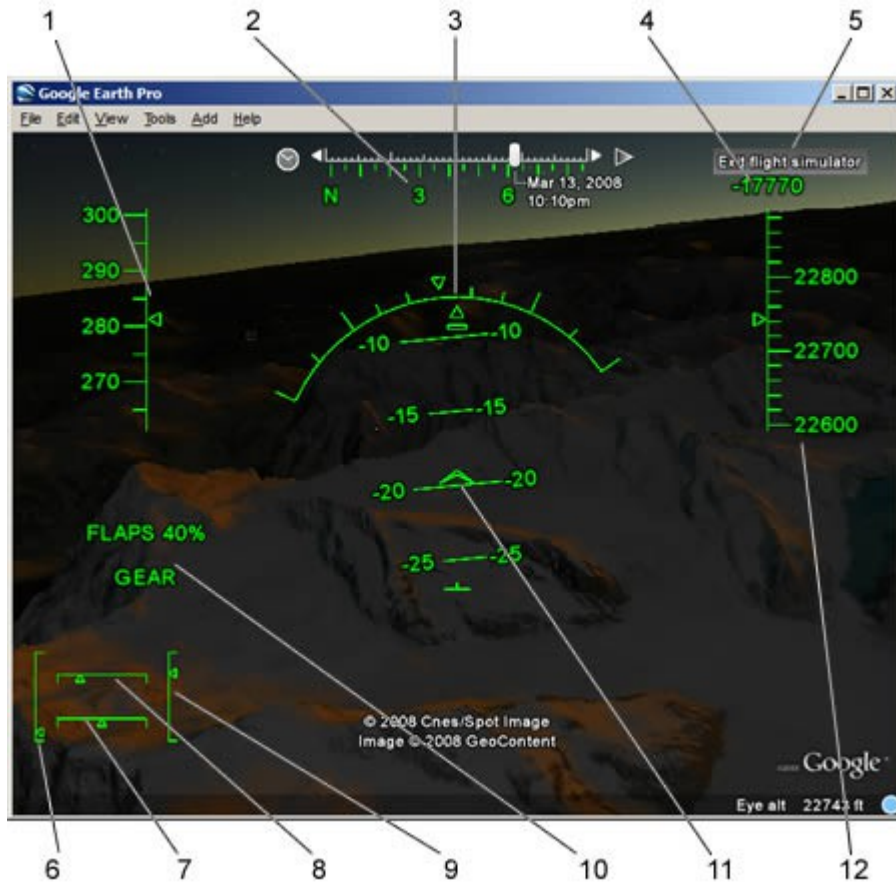 1 2 3 4 5
Google Earth Pro
File Edit View Tools Add Help
Exit flight simulator
-17770
Mar 13, 2008
10:10pm
N 3 6
300
290
280
270
22800
22700
22600
-10 -10
-15 -15
-20 -20
-25 -25
FLAPS 40%
GEAR
© 2008 Cnes/Spot Image
Image © 2008 GeoContent
Google
Eye alt 22743 ft
6 7 8 9 10 11 12